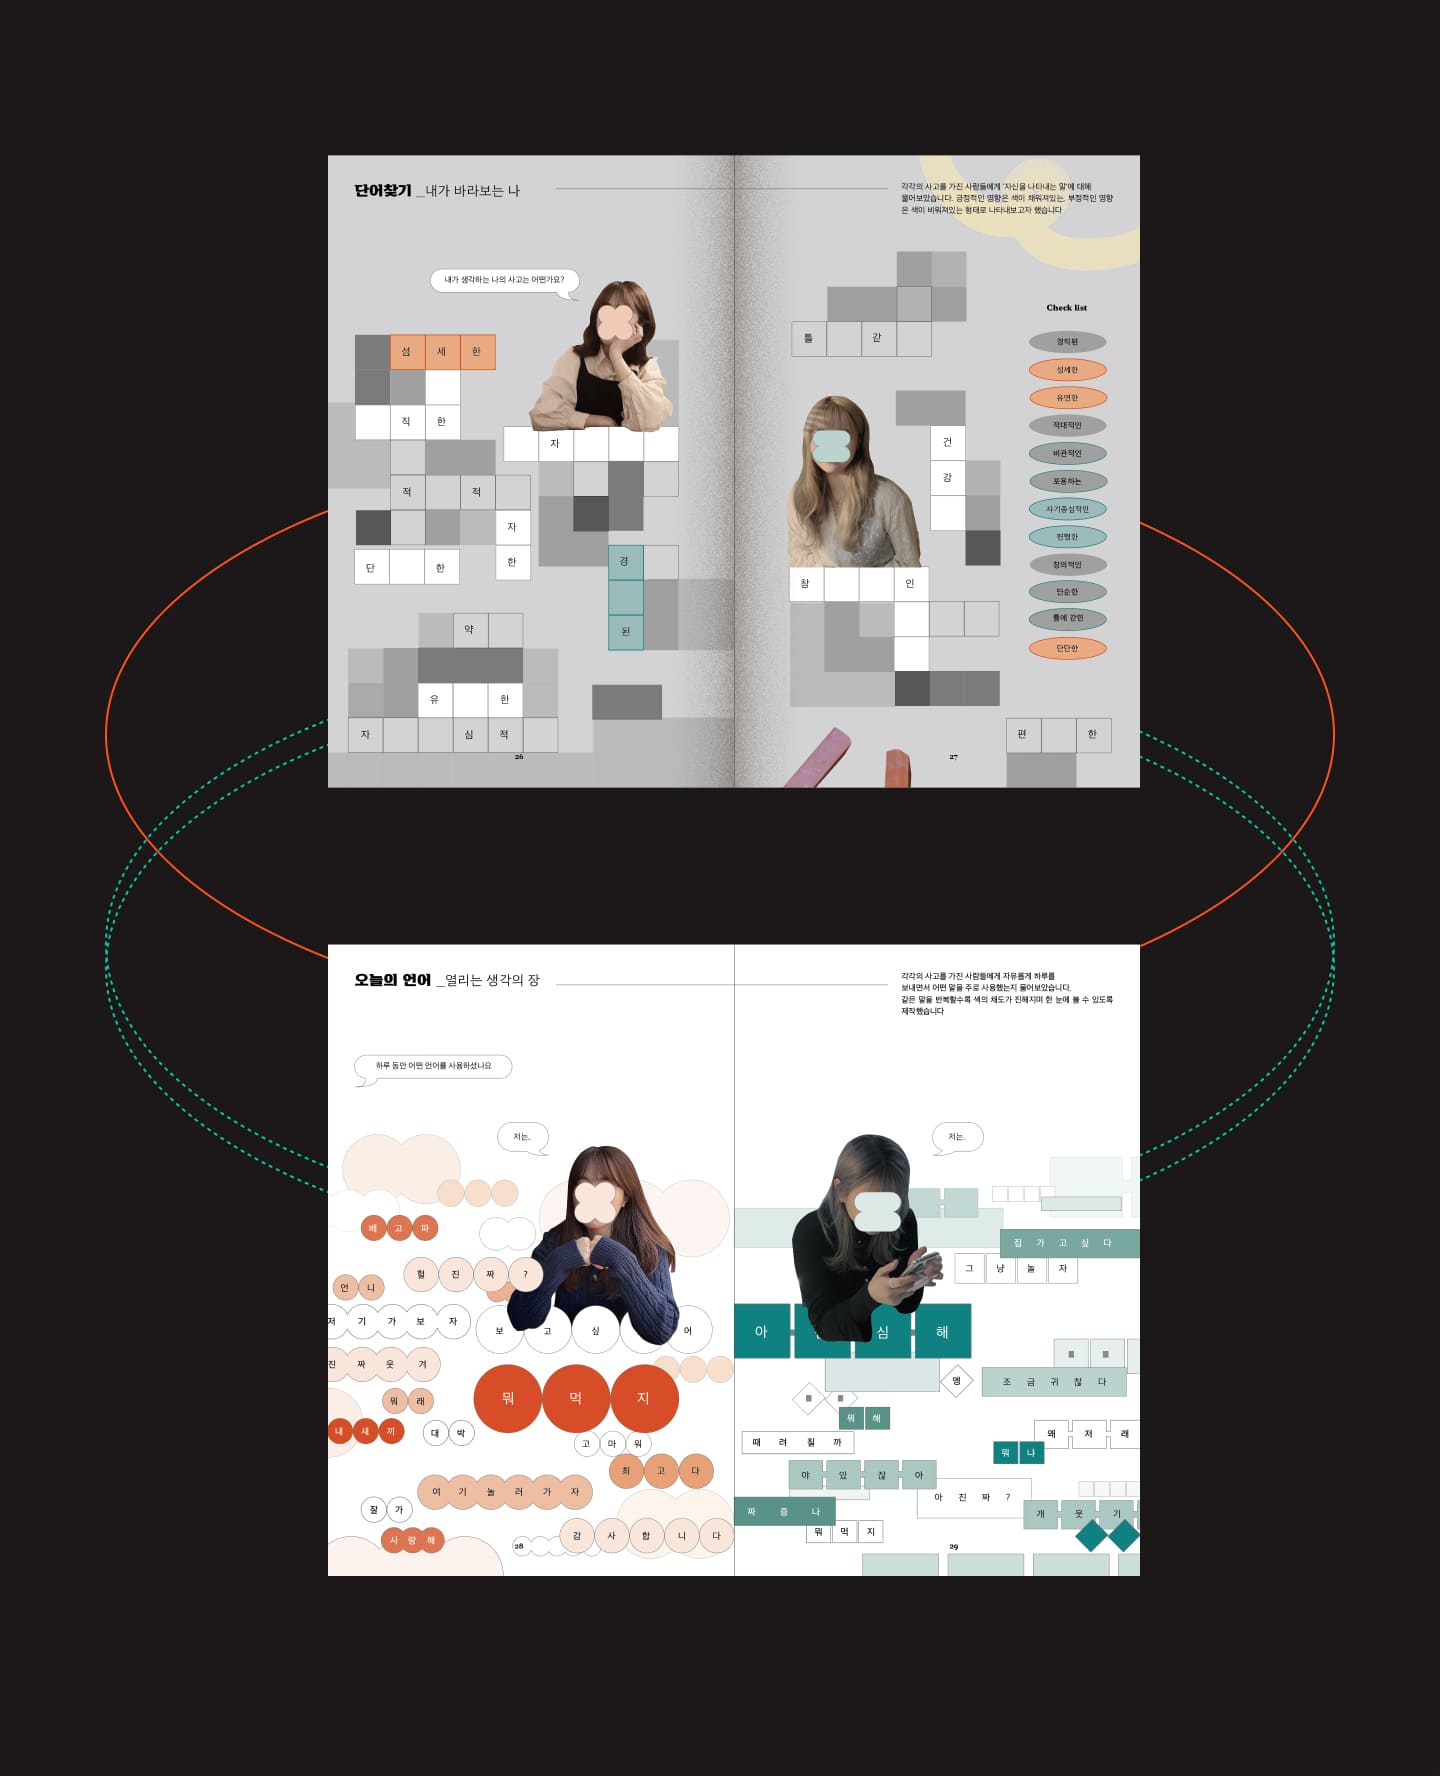 단어찾기 _내가 바라보는 나
각각의 사고를 가진 사람들에게 '자신을 나타내는 말'에 대해
물어보았습니다. 긍정적인 영향은 색이 채워져있는, 부정적인 영향
은 색이 비워져있는 형태로 나타내보고자 했습니다
내가 생각하는 나의 사고는 어떤가요?
섬 세 한
직 한
자
적 적
자
한
단 한
경
된
약
유 한
자 심 적
26
틀 갇
건
강
창 인
편 한
27
Check list
경직된
섬세한
유연한
적대적인
비관적인
포용하는
자기중심적인
편협한
창의적인
단순한
틀에 갇힌
단단한
오늘의 언어 _열리는 생각의 장
각각의 사고를 가진 사람들에게 자유롭게 하루를
보내면서 어떤 말을 주로 사용했는지 물어보았습니다.
같은 말을 반복할수록 색의 채도가 진해지며 한 눈에 볼 수 있도록
제작했습니다
하루 동안 어떤 언어를 사용하셨나요
저는..
배 고 파
헐 진 짜 ?
언 니
저 기 가 보 자
보 고 싶 어
진 짜 웃 겨
뭐 래
뭐 먹 지
내 새 끼
대 박
고 마 워
최 고 다
여 기 놀 러 가 자
잘 가
사 랑 해
감 사 합 니 다
28
저는..
집 가 고 싶 다
그 냥 놀 자
아 심 해
조 금 귀 찮 다
뭐 해
때 려 칠 까
왜 저 래
뭐 냐
야 있 잖 아
아 진 짜 ?
짜 증 나
뭐 먹 지
개 웃 기
29